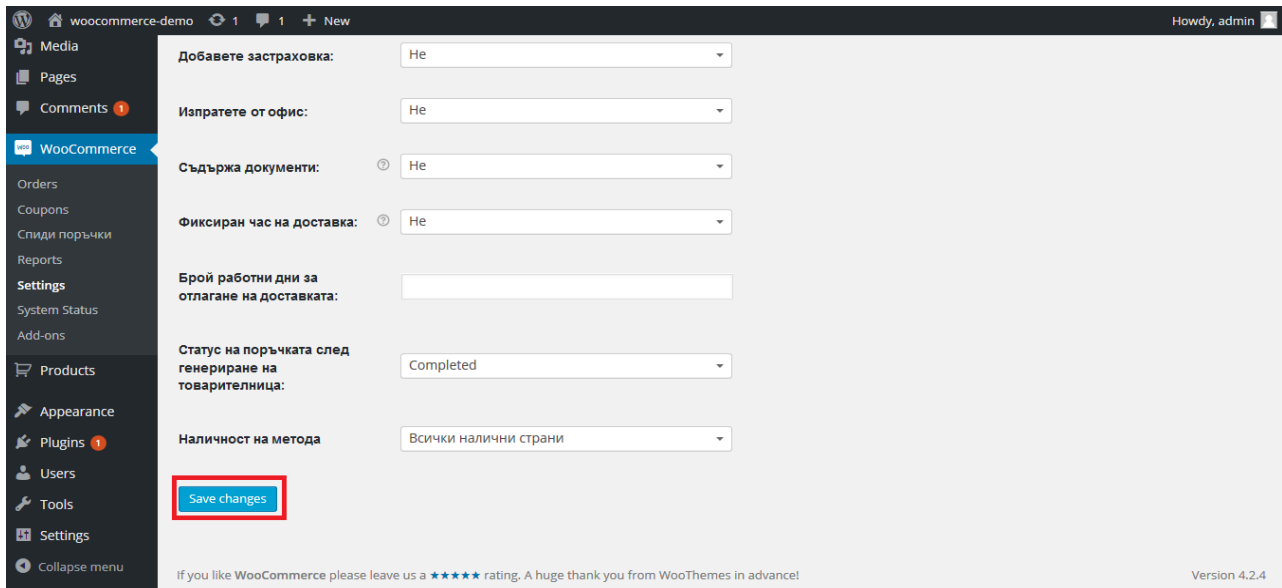 woocommerce-demo 1 1 + New Howdy, admin
Media
Pages
Comments 1
WooCommerce
Orders
Coupons
Спиди поръчки
Reports
Settings
System Status
Add-ons
Products
Appearance
Plugins 1
Users
Tools
Settings
Collapse menu
Добавете застраховка: Не
Изпратете от офис: Не
Съдържа документи: ? Не
Фиксиран час на доставка: ? Не
Брой работни дни за
отлагане на доставката:
Статус на поръчката след
генериране на
товарителница:
Completed
Наличност на метода Всички налични страни
Save changes
If you like WooCommerce please leave us a ★★★★★ rating. A huge thank you from WooThemes in advance! Version 4.2.4